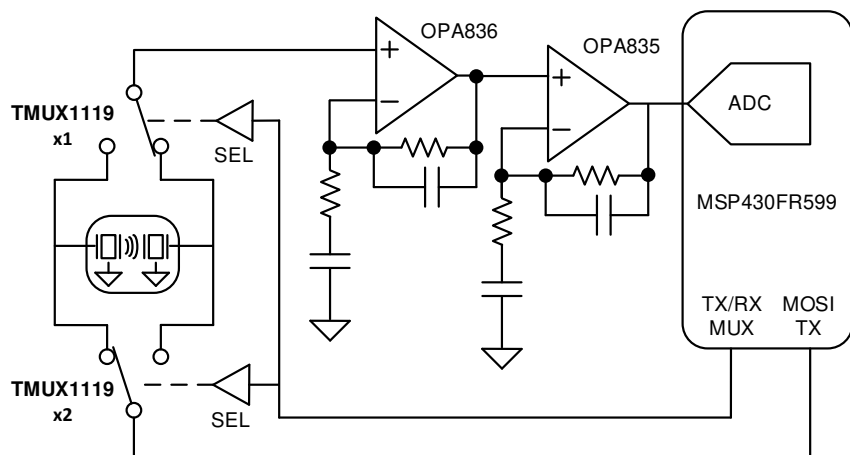 OPA836
OPA835
+
−
+
−
ADC
TMUX1119
x1
SEL
MSP430FR599
TX/RX
MUX
MOSI
TX
TMUX1119
x2
SEL